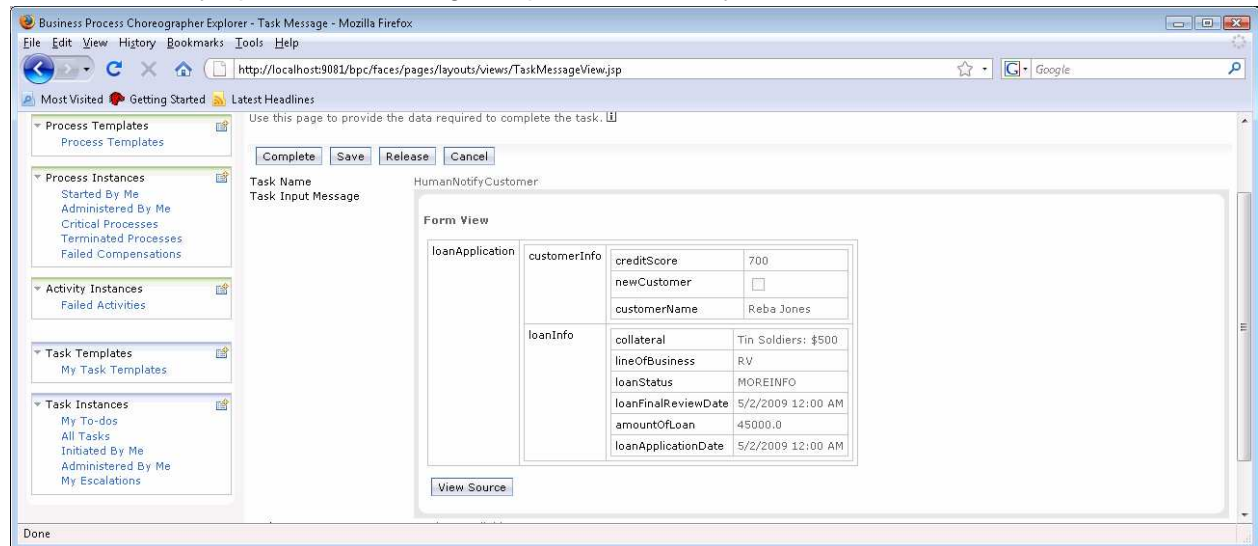 Business Process Choreographer Explorer - Task Message - Mozilla Firefox
File Edit View History Bookmarks Tools Help
http://localhost:9081/bpc/faces/pages/layouts/views/TaskMessageView.jsp
G Google
Most Visited Getting Started Latest Headlines
Use this page to provide the data required to complete the task. i
Process Templates
Process Templates
Process Instances
Started By Me
Administered By Me
Critical Processes
Terminated Processes
Failed Compensations
Activity Instances
Failed Activities
Task Templates
My Task Templates
Task Instances
My To-dos
All Tasks
Initiated By Me
Administered By Me
My Escalations
Complete Save Release Cancel
Task Name HumanNotifyCustomer
Task Input Message
Form View
loanApplication customerInfo creditScore 700
newCustomer
customerName Reba Jones
loanInfo collateral Tin Soldiers: $500
lineOfBusiness RV
loanStatus MOREINFO
loanFinalReviewDate 5/2/2009 12:00 AM
amountOfLoan 45000.0
loanApplicationDate 5/2/2009 12:00 AM
View Source
Done